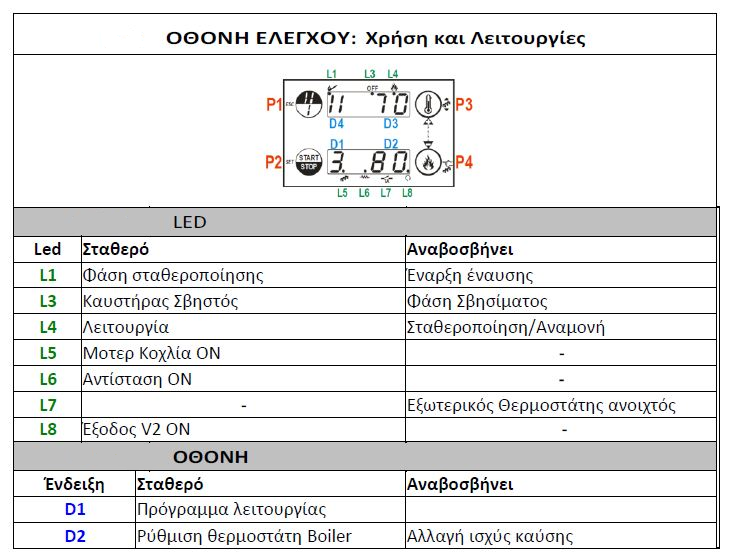 ΟΘΟΝΗ ΕΛΕΓΧΟΥ: Χρήση και Λειτουργίες
L1 L3 L4
P1 ESC OFF 11 70 P3
D4 D3
D1 D2
P2 SET START STOP 3. .80. P4
L5 L6 L7 L8
LED
Led Σταθερό Αναβοσβήνει
L1 Φάση σταθεροποίησης Έναρξη έναυσης
L3 Καυστήρας Σβηστός Φάση Σβησίματος
L4 Λειτουργία Σταθεροποίηση/Αναμονή
L5 Μοτερ Κοχλία ON -
L6 Αντίσταση ON -
L7 - Εξωτερικός Θερμοστάτης ανοιχτός
L8 Έξοδος V2 ON -
ΟΘΟΝΗ
Ένδειξη Σταθερό Αναβοσβήνει
D1 Πρόγραμμα λειτουργίας
D2 Ρύθμιση θερμοστάτη Boiler Αλλαγή ισχύς καύσης